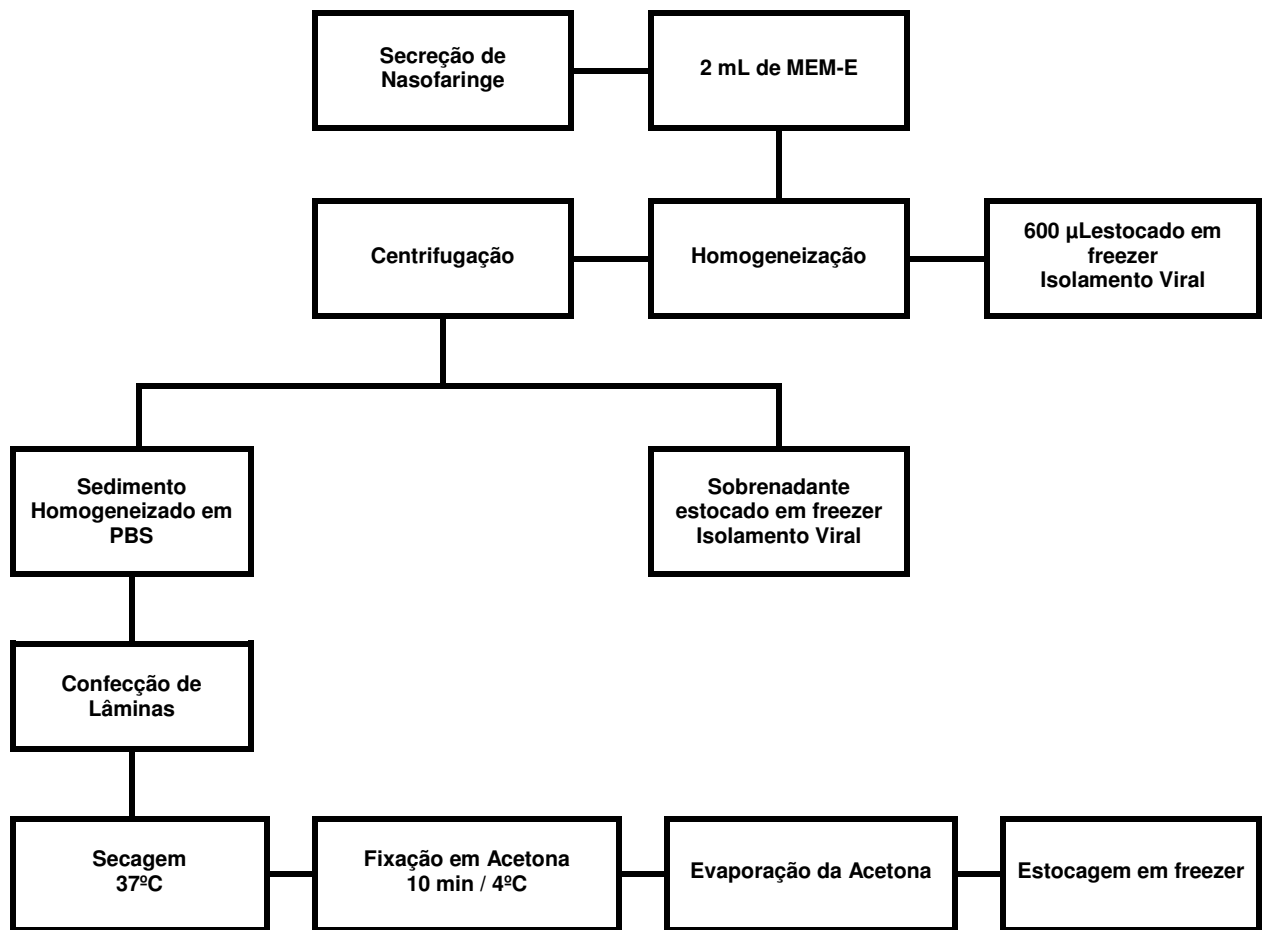 Secreção de
Nasofaringe
2 mL de MEM-E
Centrifugação
Homogeneização
600 µLestocado em
freezer
Isolamento Viral
Sedimento
Homogeneizado em
PBS
Sobrenadante
estocado em freezer
Isolamento Viral
Confecção de
Lâminas
Secagem
37ºC
Fixação em Acetona
10 min / 4ºC
Evaporação da Acetona
Estocagem em freezer